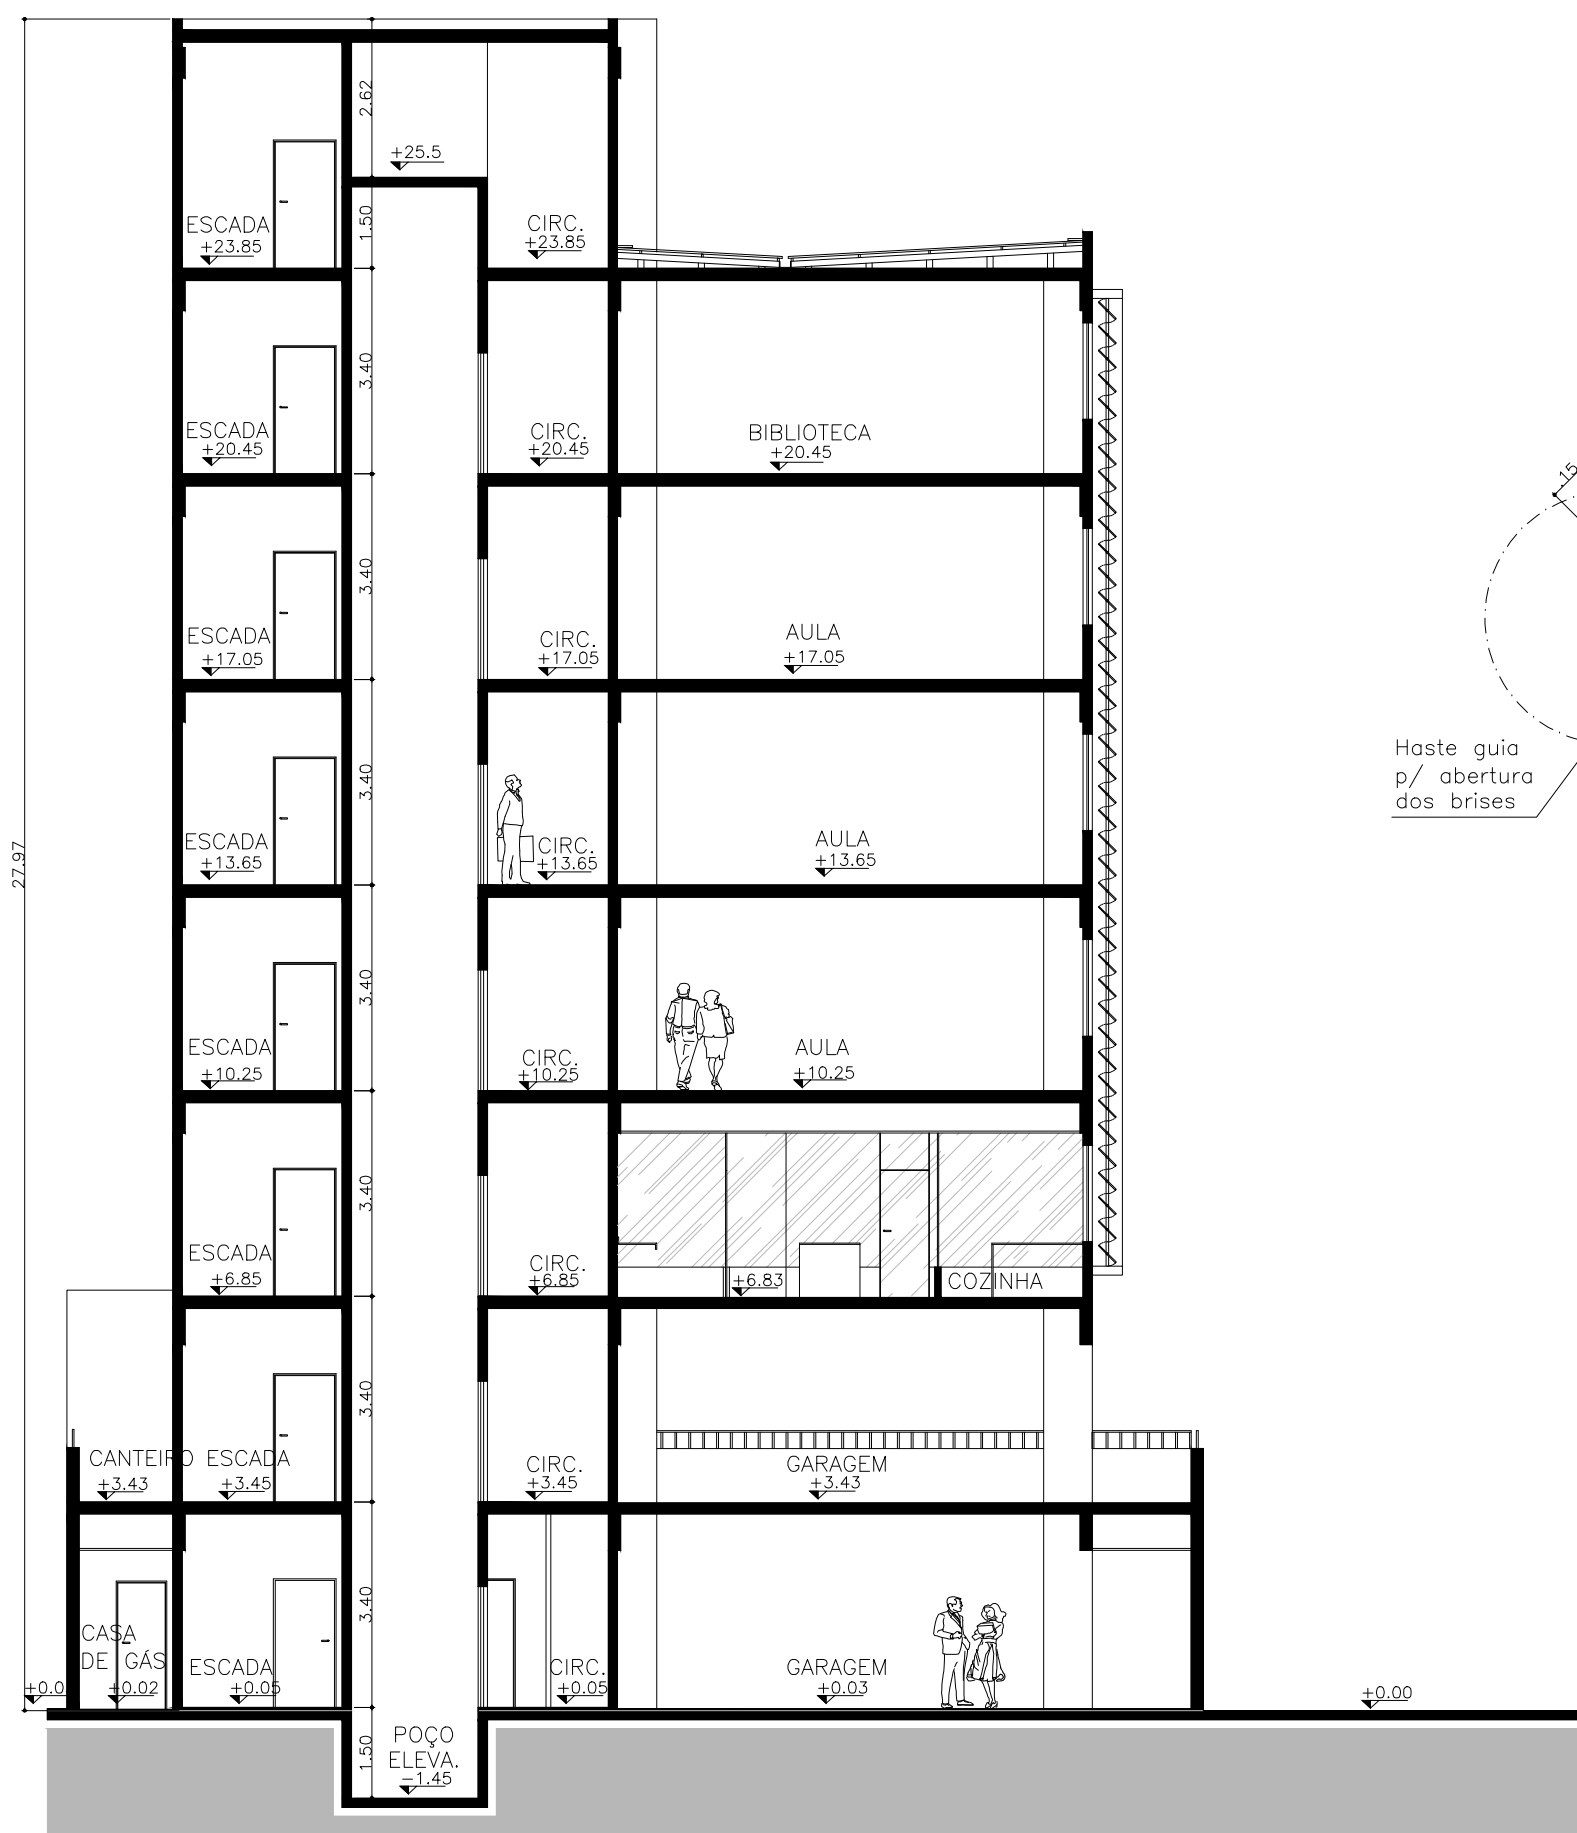 2.62
+25.5
1.50
ESCADA
+23.85
CIRC.
+23.85
3.40
ESCADA
+20.45
CIRC.
+20.45
BIBLIOTECA
+20.45
.15
3.40
ESCADA
+17.05
CIRC.
+17.05
AULA
+17.05
Haste guia
p/ abertura
dos brises
3.40
ESCADA
+13.65
CIRC.
+13.65
AULA
+13.65
27.97
3.40
ESCADA
+10.25
CIRC.
+10.25
AULA
+10.25
3.40
ESCADA
+6.85
CIRC.
+6.85
+6.83
COZINHA
3.40
CANTEIRO
+3.43
ESCADA
+3.45
CIRC.
+3.45
GARAGEM
+3.43
3.40
CASA
DE GÁS
+0.02
+0.0
ESCADA
+0.05
CIRC.
+0.05
GARAGEM
+0.03
+0.00
1.50
POÇO
ELEVA.
-1.45